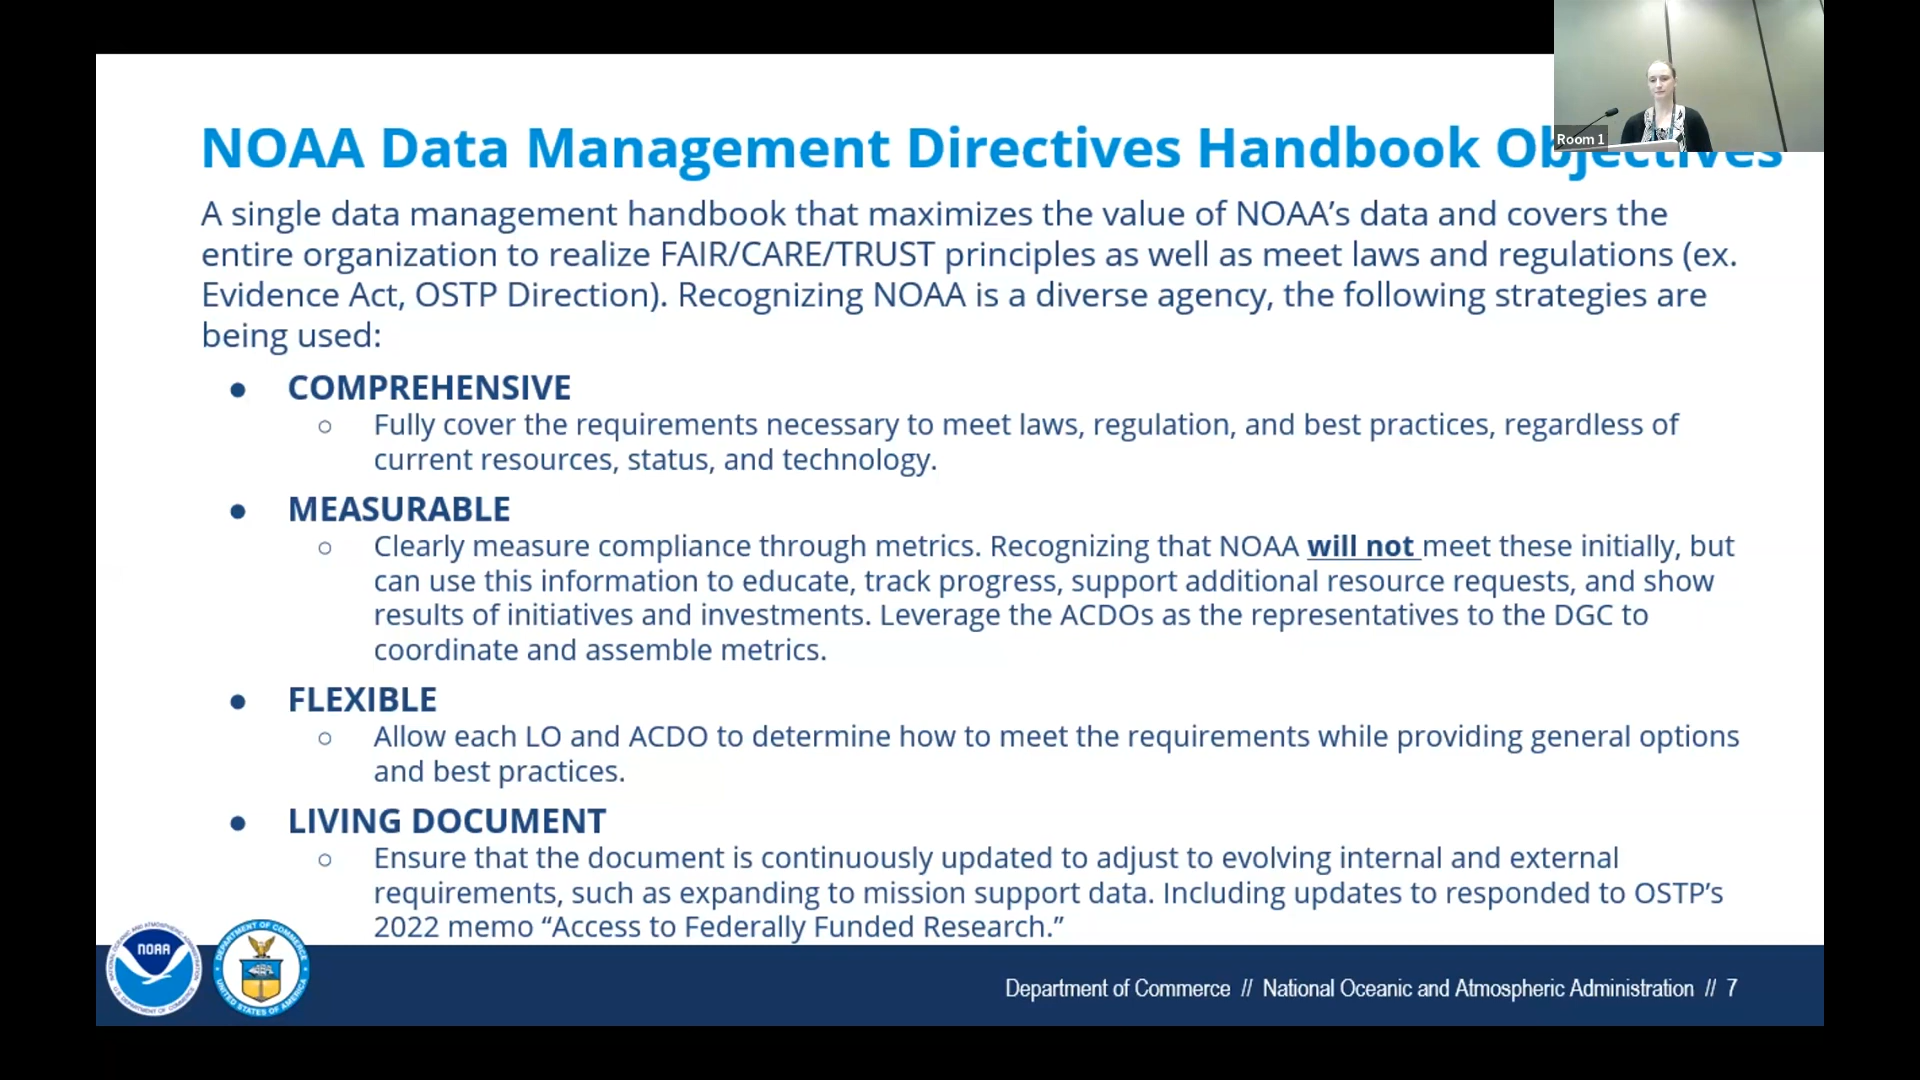 Room 1
NOAA Data Management Directives Handbook Objectives
A single data management handbook that maximizes the value of NOAA’s data and covers the
entire organization to realize FAIR/CARE/TRUST principles as well as meet laws and regulations (ex.
Evidence Act, OSTP Direction). Recognizing NOAA is a diverse agency, the following strategies are
being used:
● COMPREHENSIVE
○ Fully cover the requirements necessary to meet laws, regulation, and best practices, regardless of
current resources, status, and technology.
● MEASURABLE
○ Clearly measure compliance through metrics. Recognizing that NOAA will not meet these initially, but
can use this information to educate, track progress, support additional resource requests, and show
results of initiatives and investments. Leverage the ACDOs as the representatives to the DGC to
coordinate and assemble metrics.
● FLEXIBLE
○ Allow each LO and ACDO to determine how to meet the requirements while providing general options
and best practices.
● LIVING DOCUMENT
○ Ensure that the document is continuously updated to adjust to evolving internal and external
requirements, such as expanding to mission support data. Including updates to responded to OSTP’s
2022 memo “Access to Federally Funded Research.”
NOAA
DEPARTMENT OF COMMERCE
UNITED STATES OF AMERICA
Department of Commerce // National Oceanic and Atmospheric Administration // 7